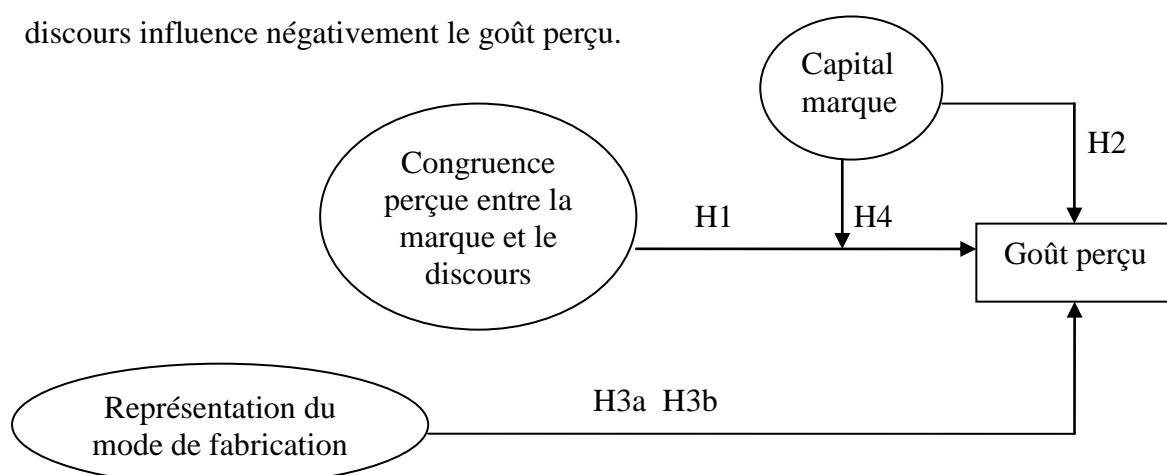 discours influence négativement le goût perçu.
Capital
marque
H2
Congruence
perçue entre la
marque et le
discours
H1
H4
Goût perçu
H3a H3b
Représentation du
mode de fabrication